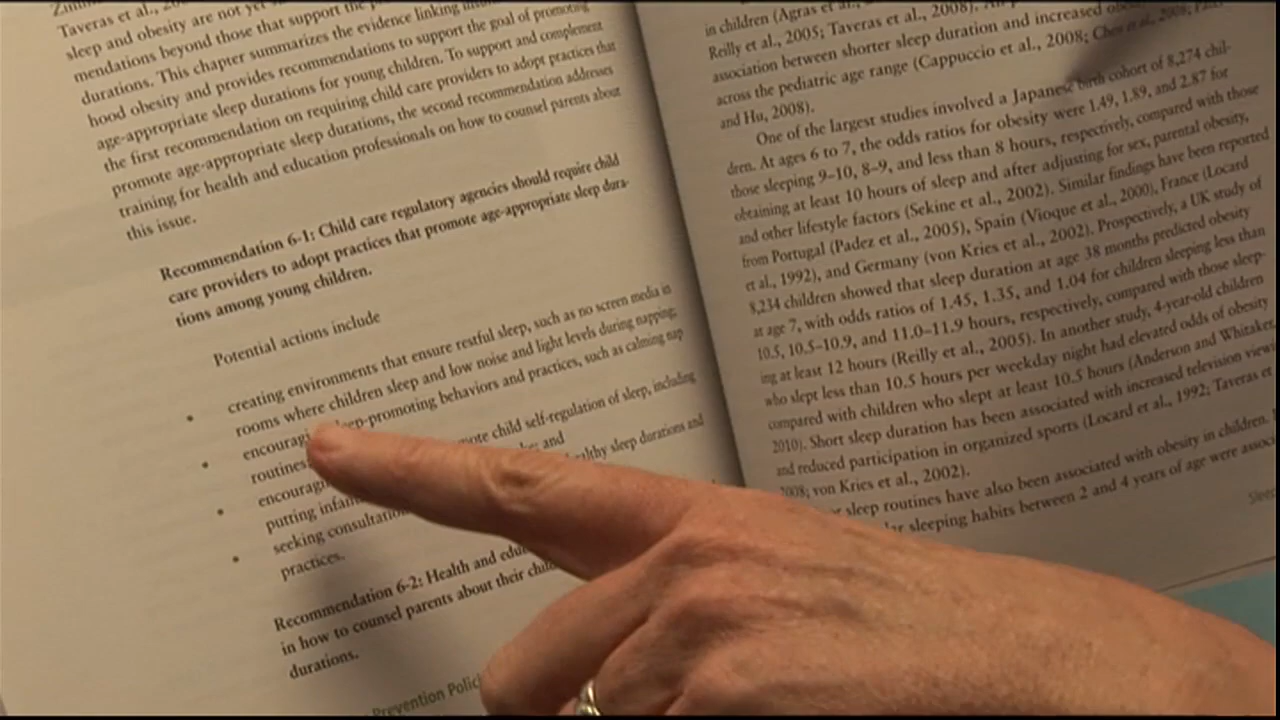 Taveras et al.,
sleep and obesity are not yet
mendations beyond those that support the
durations. This chapter summarizes the evidence linking
hood obesity and provides recommendations to support the goal of promoting
age-appropriate sleep durations for young children. To support and complement
the first recommendation on requiring child care providers to adopt practices that
promote age-appropriate sleep durations, the second recommendation addresses
training for health and education professionals on how to counsel parents about
this issue.
Recommendation 6-1: Child care regulatory agencies should require child
care providers to adopt practices that promote age-appropriate sleep dura-
tions among young children.
Potential actions include
• creating environments that ensure restful sleep, such as no screen media in
rooms where children sleep and low noise and light levels during napping;
• encouragi ep-promoting behaviors and practices, such as calming nap
routines
• encouragi ote child self-regulation of sleep, including
putting infan and
• seeking consultatio althy sleep durations and
practices.
Recommendation 6-2: Health and edu
in how to counsel parents about their chil
durations.
Prevention Polici
in children (Agras et al.,
Reilly et al., 2005; Taveras et al., 2008).
association between shorter sleep duration and increased
across the pediatric age range (Cappuccio et al., 2008; Chen et al., 2008;
and Hu, 2008).
One of the largest studies involved a Japanese birth cohort of 8,274 chil-
dren. At ages 6 to 7, the odds ratios for obesity were 1.49, 1.89, and 2.87 for
those sleeping 9–10, 8–9, and less than 8 hours, respectively, compared with those
obtaining at least 10 hours of sleep and after adjusting for sex, parental obesity,
and other lifestyle factors (Sekine et al., 2002). Similar findings have been reported
from Portugal (Padez et al., 2005), Spain (Vioque et al., 2000), France (Locard
et al., 1992), and Germany (von Kries et al., 2002). Prospectively, a UK study of
8,234 children showed that sleep duration at age 38 months predicted obesity
at age 7, with odds ratios of 1.45, 1.35, and 1.04 for children sleeping less than
10.5, 10.5–10.9, and 11.0–11.9 hours, respectively, compared with those sleep-
ing at least 12 hours (Reilly et al., 2005). In another study, 4-year-old children
who slept less than 10.5 hours per weekday night had elevated odds of obesity
compared with children who slept at least 10.5 hours (Anderson and Whitaker,
2010). Short sleep duration has been associated with increased television viewi
and reduced participation in organized sports (Locard et al., 1992; Taveras et
2008; von Kries et al., 2002).
r sleep routines have also been associated with obesity in children.
lar sleeping habits between 2 and 4 years of age were associ
Sleep